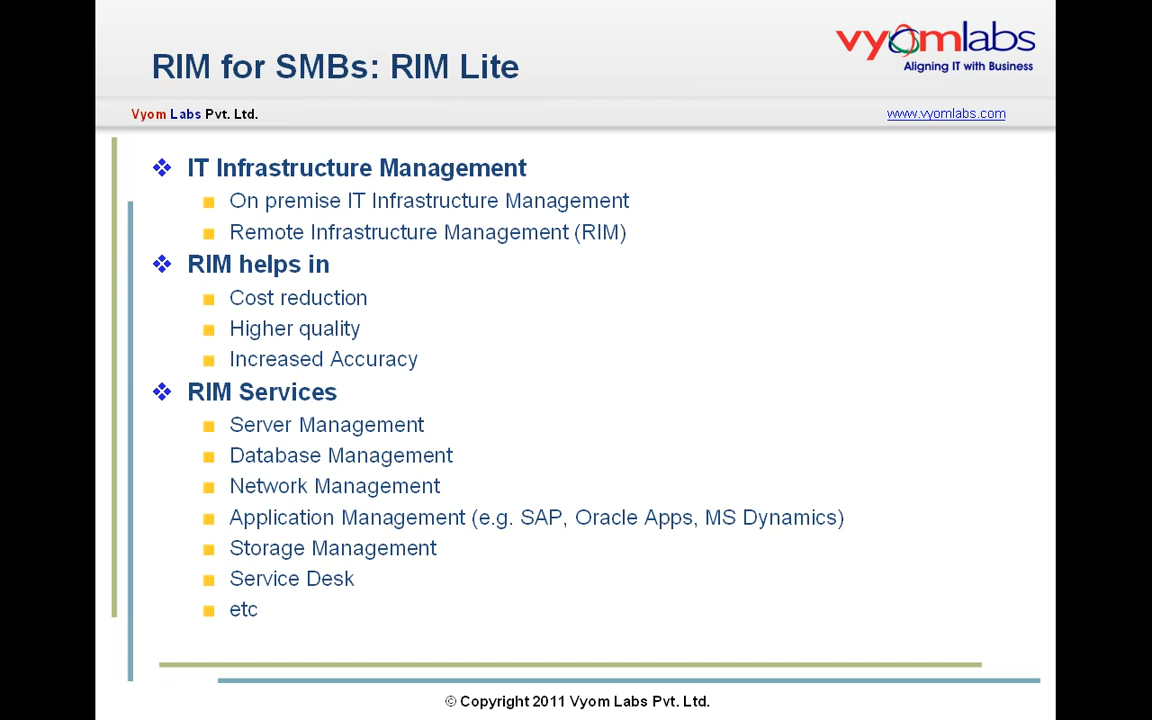 RIM for SMBs: RIM Lite
vyomlabs
Aligning IT with Business
Vyom Labs Pvt. Ltd.
www.vyomlabs.com
IT Infrastructure Management
On premise IT Infrastructure Management
Remote Infrastructure Management (RIM)
RIM helps in
Cost reduction
Higher quality
Increased Accuracy
RIM Services
Server Management
Database Management
Network Management
Application Management (e.g. SAP, Oracle Apps, MS Dynamics)
Storage Management
Service Desk
etc
© Copyright 2011 Vyom Labs Pvt. Ltd.